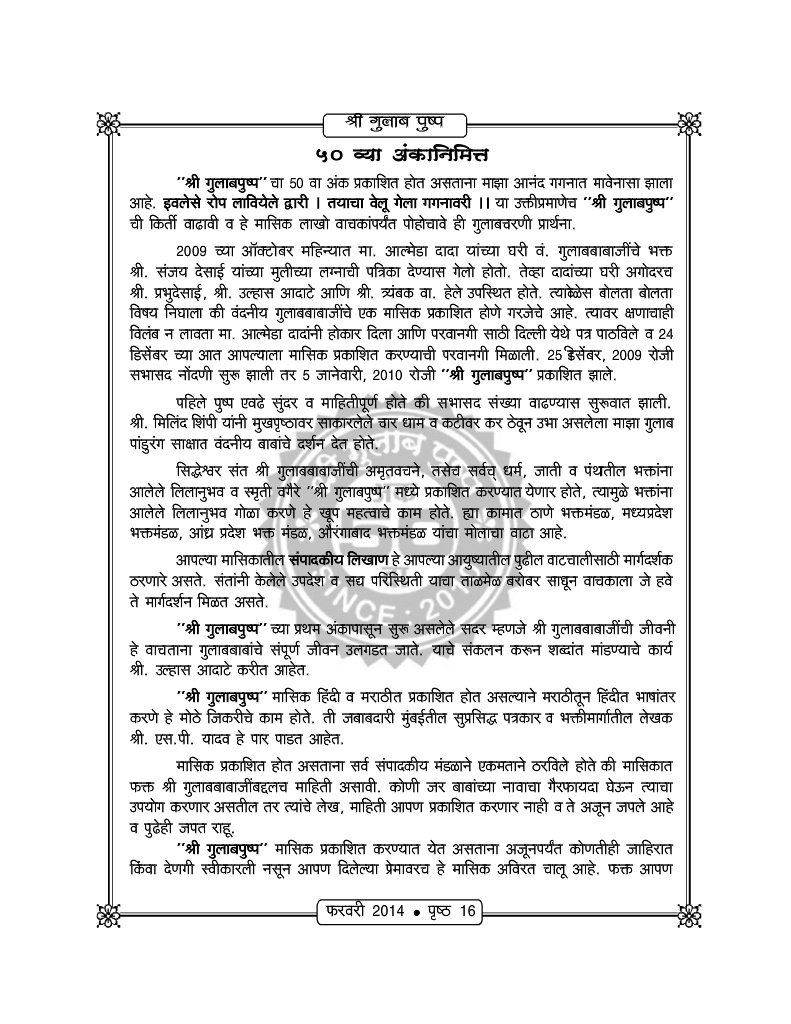 श्री गुलाब पुष्प
५० व्या अंकानिमित्त
"श्री गुलाबपुष्प" चा 50 वा अंक प्रकाशित होत असताना माझा आनंद गगनात मावेनासा झाला
आहे. इवलेसे रोप लावियेले द्वारी । तयाचा वेलू गेला गगनावरी ।। या उक्तीप्रमाणेच "श्री गुलाबपुष्प"
ची किर्ती वाढावी व हे मासिक लाखो वाचकांपर्यंत पोहोचावे ही गुलाबचरणी प्रार्थना.
2009 च्या ऑक्टोबर महिन्यात मा. आल्मेडा दादा यांच्या घरी वं. गुलाबबाबाजींचे भक्त
श्री. संजय देसाई यांच्या मुलीच्या लग्नाची पत्रिका देण्यास गेलो होतो. तेव्हा दादांच्या घरी अगोदरच
श्री. प्रभुदेसाई, श्री. उल्हास आदाटे आणि श्री. त्र्यंबक वा. हेले उपस्थित होते. त्यावेळेस बोलता बोलता
विषय निघाला की वंदनीय गुलाबबाबाजींचे एक मासिक प्रकाशित होणे गरजेचे आहे. त्यावर क्षणाचाही
विलंब न लावता मा. आल्मेडा दादांनी होकार दिला आणि परवानगी साठी दिल्ली येथे पत्र पाठविले व 24
डिसेंबर च्या आत आपल्याला मासिक प्रकाशित करण्याची परवानगी मिळाली. 25 डिसेंबर, 2009 रोजी
सभासद नोंदणी सुरू झाली तर 5 जानेवारी, 2010 रोजी "श्री गुलाबपुष्प" प्रकाशित झाले.
पहिले पुष्प एवढे सुंदर व माहितीपूर्ण होते की सभासद संख्या वाढण्यास सुरूवात झाली.
श्री. मिलिंद शिंपी यांनी मुखपृष्ठावर साकारलेले चार धाम व कटीवर कर ठेवून उभा असलेला माझा गुलाब
पांडुरंग साक्षात वंदनीय बाबांचे दर्शन देत होते.
सिद्धेश्वर संत श्री गुलाबबाबाजींची अमृतवचने, तसेच सर्वच् धर्म, जाती व पंथातील भक्तांना
आलेले लिलानुभव व स्मृती वगैरे "श्री गुलाबपुष्प" मध्ये प्रकाशित करण्यात येणार होते, त्यामुळे भक्तांना
आलेले लिलानुभव गोळा करणे हे खूप महत्वाचे काम होते. ह्या कामात ठाणे भक्तमंडळ, मध्यप्रदेश
भक्तमंडळ, आंध्र प्रदेश भक्त मंडळ, औरंगाबाद भक्तमंडळ यांचा मोलाचा वाटा आहे.
आपल्या मासिकातील संपादकीय लिखाण हे आपल्या आयुष्यातील पुढील वाटचालीसाठी मार्गदर्शक
ठरणारे असते. संतांनी केलेले उपदेश व सद्य परिस्थिती याचा ताळमेळ बरोबर साधून वाचकाला जे हवे
ते मार्गदर्शन मिळत असते.
SINCE · 2010
"श्री गुलाबपुष्प" च्या प्रथम अंकापासून सुरू असलेले सदर म्हणजे श्री गुलाबबाबाजींची जीवनी
हे वाचताना गुलाबबाबांचे संपूर्ण जीवन उलगडत जाते. याचे संकलन करून शब्दांत मांडण्याचे कार्य
श्री. उल्हास आदाटे करीत आहेत.
"श्री गुलाबपुष्प" मासिक हिंदी व मराठीत प्रकाशित होत असल्याने मराठीतून हिंदीत भाषांतर
करणे हे मोठे जिकरीचे काम होते. ती जबाबदारी मुंबईतील सुप्रसिद्ध पत्रकार व भक्तीमार्गातील लेखक
श्री. एस.पी. यादव हे पार पाडत आहेत.
मासिक प्रकाशित होत असताना सर्व संपादकीय मंडळाने एकमताने ठरविले होते की मासिकात
फक्त श्री गुलाबबाबाजींबद्दलच माहिती असावी. कोणी जर बाबांच्या नावाचा गैरफायदा घेऊन त्याचा
उपयोग करणार असतील तर त्यांचे लेख, माहिती आपण प्रकाशित करणार नाही व ते अजून जपले आहे
व पुढेही जपत राहू.
"श्री गुलाबपुष्प" मासिक प्रकाशित करण्यात येत असताना अजूनपर्यंत कोणतीही जाहिरात
किंवा देणगी स्वीकारली नसून आपण दिलेल्या प्रेमावरच हे मासिक अविरत चालू आहे. फक्त आपण
फरवरी 2014 ● पृष्ठ 16